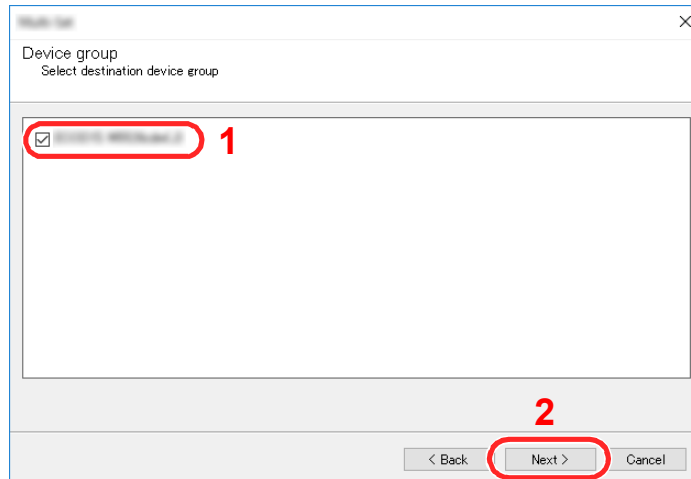 Device group
Select destination device group
1
2
< Back
Next >
Cancel